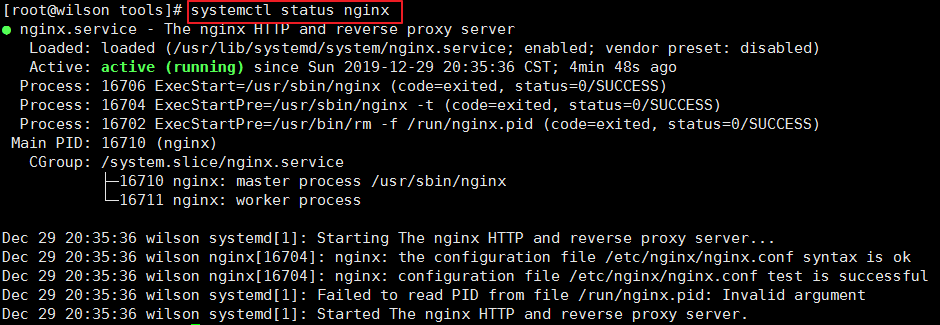 [root@wilson tools]# systemctl status nginx
● nginx.service - The nginx HTTP and reverse proxy server
   Loaded: loaded (/usr/lib/systemd/system/nginx.service; enabled; vendor preset: disabled)
   Active: active (running) since Sun 2019-12-29 20:35:36 CST; 4min 48s ago
  Process: 16706 ExecStart=/usr/sbin/nginx (code=exited, status=0/SUCCESS)
  Process: 16704 ExecStartPre=/usr/sbin/nginx -t (code=exited, status=0/SUCCESS)
  Process: 16702 ExecStartPre=/usr/bin/rm -f /run/nginx.pid (code=exited, status=0/SUCCESS)
 Main PID: 16710 (nginx)
   CGroup: /system.slice/nginx.service
           ├─16710 nginx: master process /usr/sbin/nginx
           └─16711 nginx: worker process

Dec 29 20:35:36 wilson systemd[1]: Starting The nginx HTTP and reverse proxy server...
Dec 29 20:35:36 wilson nginx[16704]: nginx: the configuration file /etc/nginx/nginx.conf syntax is ok
Dec 29 20:35:36 wilson nginx[16704]: nginx: configuration file /etc/nginx/nginx.conf test is successful
Dec 29 20:35:36 wilson systemd[1]: Failed to read PID from file /run/nginx.pid: Invalid argument
Dec 29 20:35:36 wilson systemd[1]: Started The nginx HTTP and reverse proxy server.